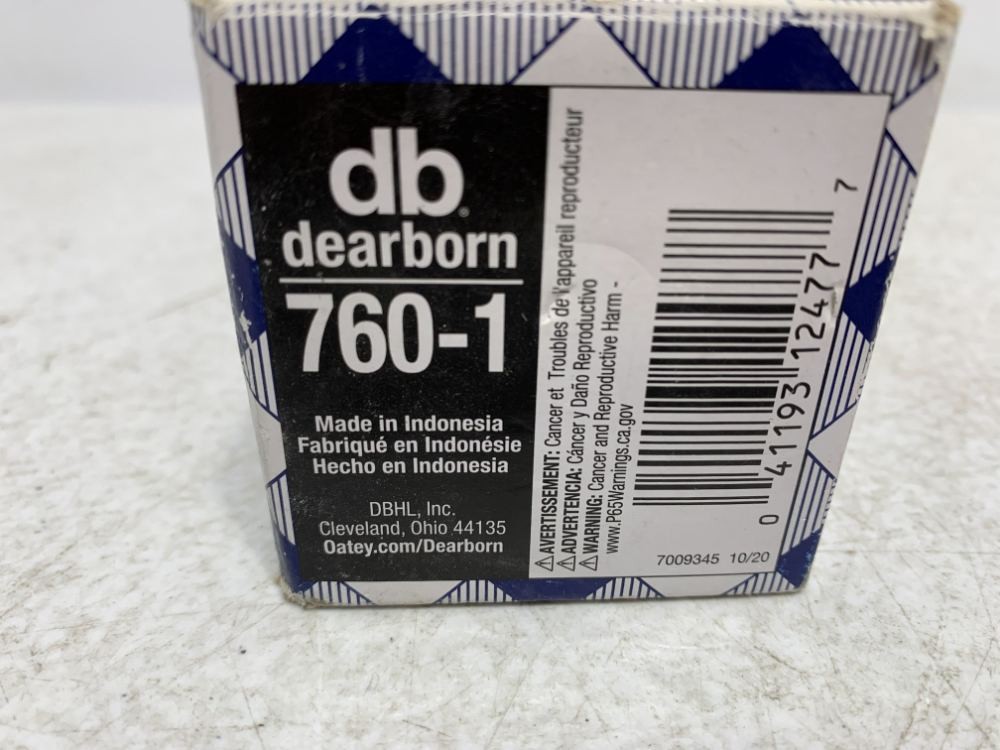 db
dearborn
760-1
Made in Indonesia
Fabriqué en Indonésie
Hecho en Indonesia
DBHL, Inc.
Cleveland, Ohio 44135
Oatey.com/Dearborn
⚠AVERTISSEMENT: Cancer et Troubles de l'appareil reproducteur
⚠ADVERTENCIA: Cáncer y Daño Reproductivo
⚠WARNING: Cancer and Reproductive Harm -
www.P65Warnings.ca.gov
0 41193 12477 7
7009345 10/20